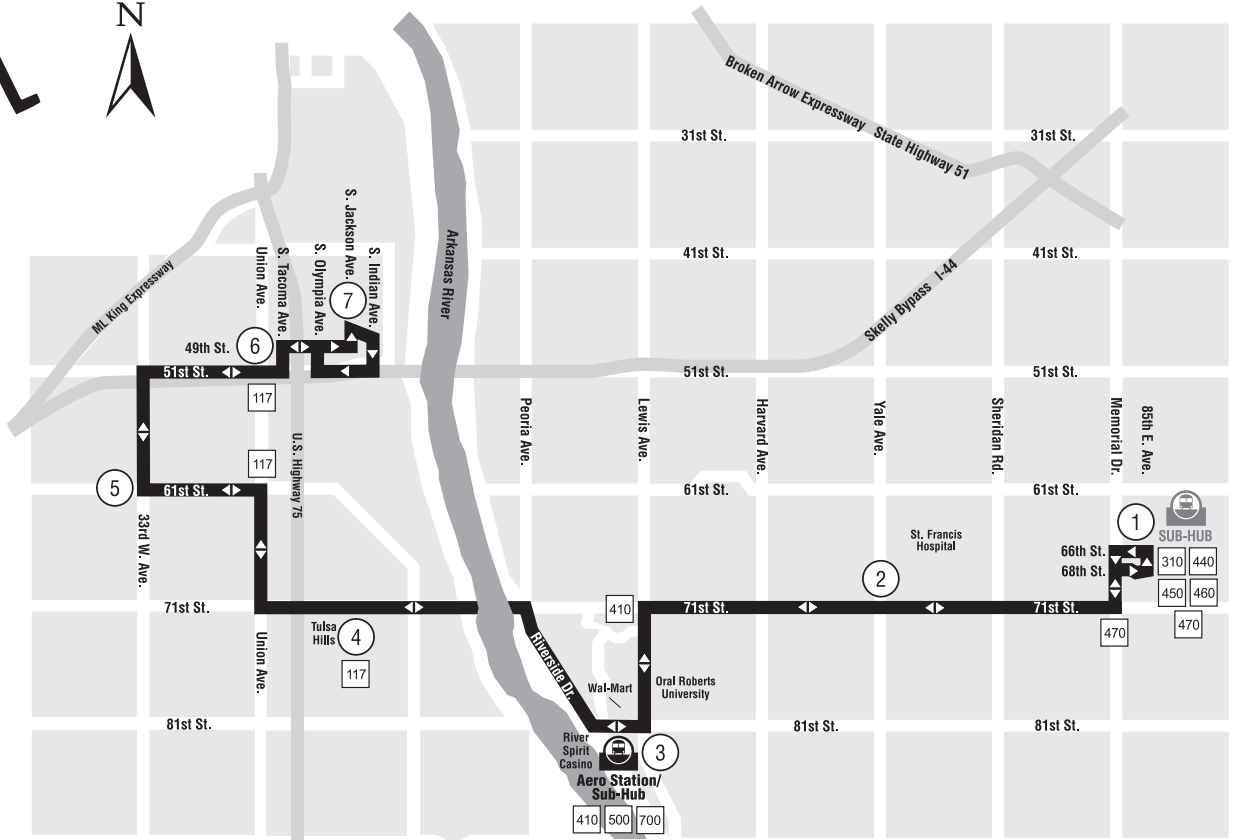 N
Broken Arrow Expressway State Highway 51
31st St.
31st St.
Arkansas River
41st St.
41st St.
Skelly Bypass I-44
ML King Expressway
Union Ave.
S. Tacoma Ave.
S. Olympia Ave.
S. Jackson Ave.
S. Indian Ave.
7
49th St.
6
51st St.
51st St.
51st St.
117
117
U.S. Highway 75
Peoria Ave.
Lewis Ave.
Harvard Ave.
Yale Ave.
Sheridan Rd.
Memorial Dr.
85th E. Ave.
5
61st St.
61st St.
61st St.
33rd W. Ave.
1
SUB-HUB
St. Francis
Hospital
66th St.
68th St.
310
440
450
460
470
2
71st St.
410
71st St.
71st St.
470
Tulsa
Hills
4
117
Union Ave.
Riverside Dr.
Wal-Mart
Oral Roberts
University
81st St.
81st St.
81st St.
River
Spirit
Casino
3
Aero Station/
Sub-Hub
410
500
700